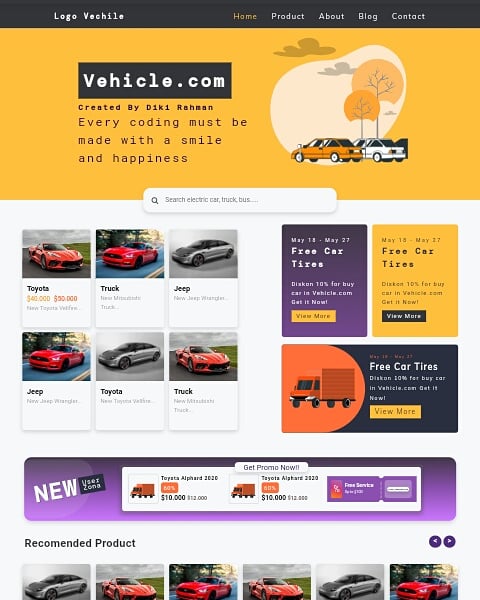 Logo Vechile
Home Product About Blog Contact
Vehicle.com
Created By Diki Rahman
Every coding must be
made with a smile
and happiness
Search electric car, truck, bus.....
Toyota
$40.000 $50.000
New Toyota Vellfire...
Truck
New Mitsubishi
Truck...
Jeep
New Jeep Wrangler...
Jeep
New Jeep Wrangler...
Toyota
New Toyota Vellfire...
Truck
New Mitsubishi
Truck...
May 18 - May 27
Free Car
Tires
Diskon 10% for buy
car in Vehicle.com
Get it Now!
View More
May 18 - May 27
Free Car
Tires
Diskon 10% for buy
car in Vehicle.com
Get it Now!
View More
May 18 - May 27
Free Car Tires
Diskon 10% for buy car
in Vehicle.com Get It
Now!
View More
Get Promo Now!!
NEW User
Zona
Toyota Alphard 2020
60%
$10.000 $12.000
Toyota Alphard 2020
60%
$10.000 $12.000
Free Service
Recomended Product
< >